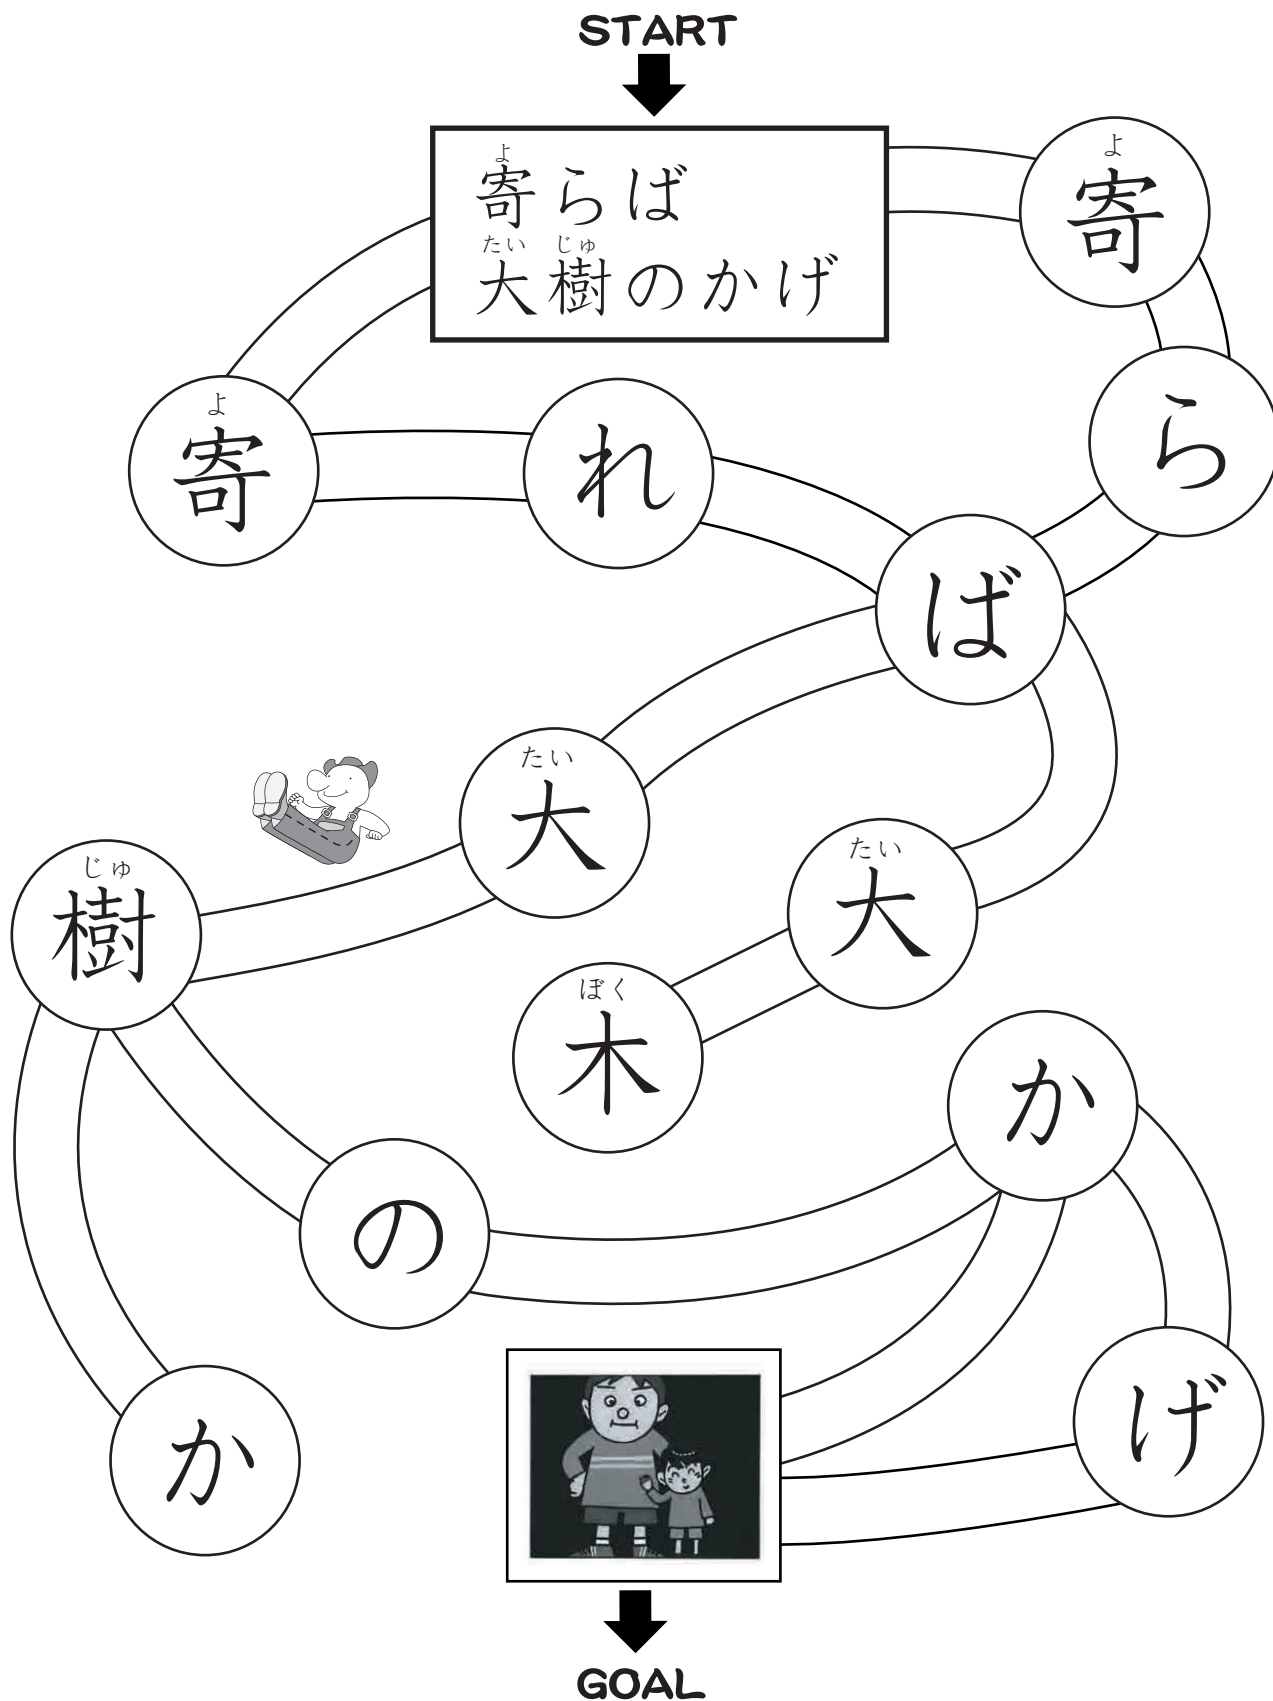 START
寄らば
大樹のかげ
よ
たい じゅ
よ
寄
ら
よ
寄
れ
ば
たい
大
たい
大
じゅ
樹
ぼく
木
か
の
げ
か
GOAL